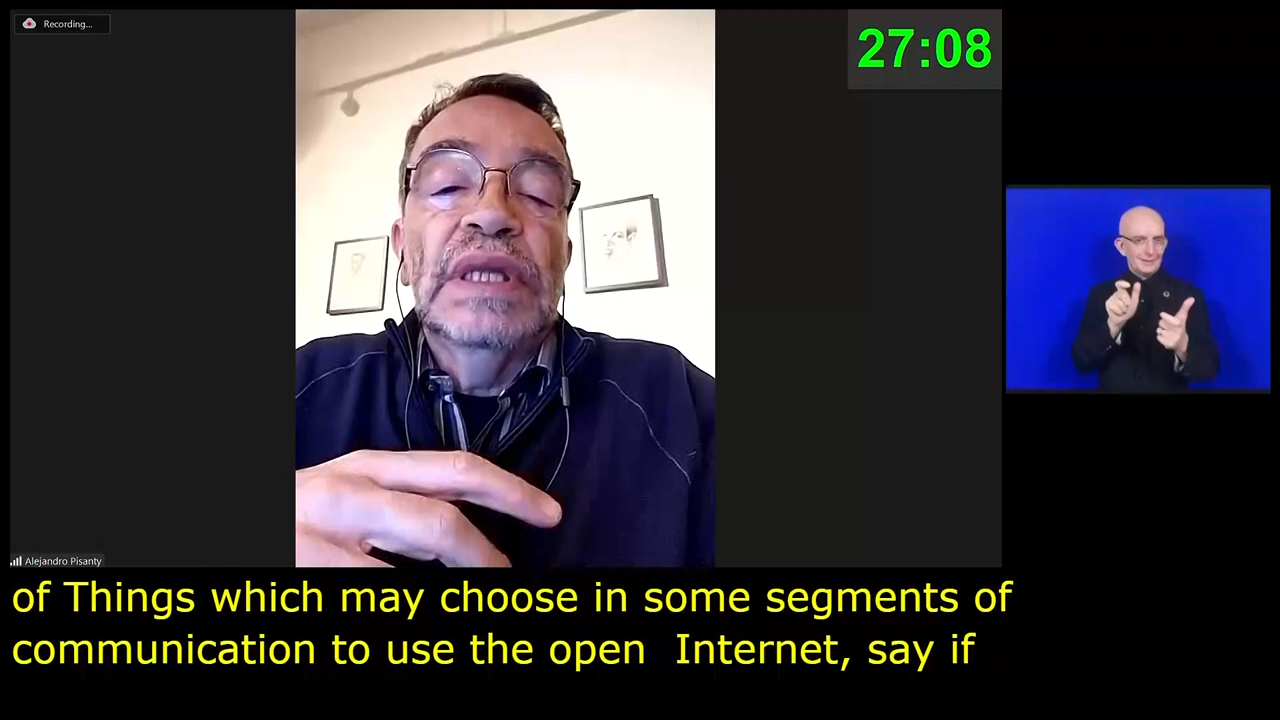 Recording...
27:08
Alejandro Pisanty
of Things which may choose in some segments of
communication to use the open  Internet, say if